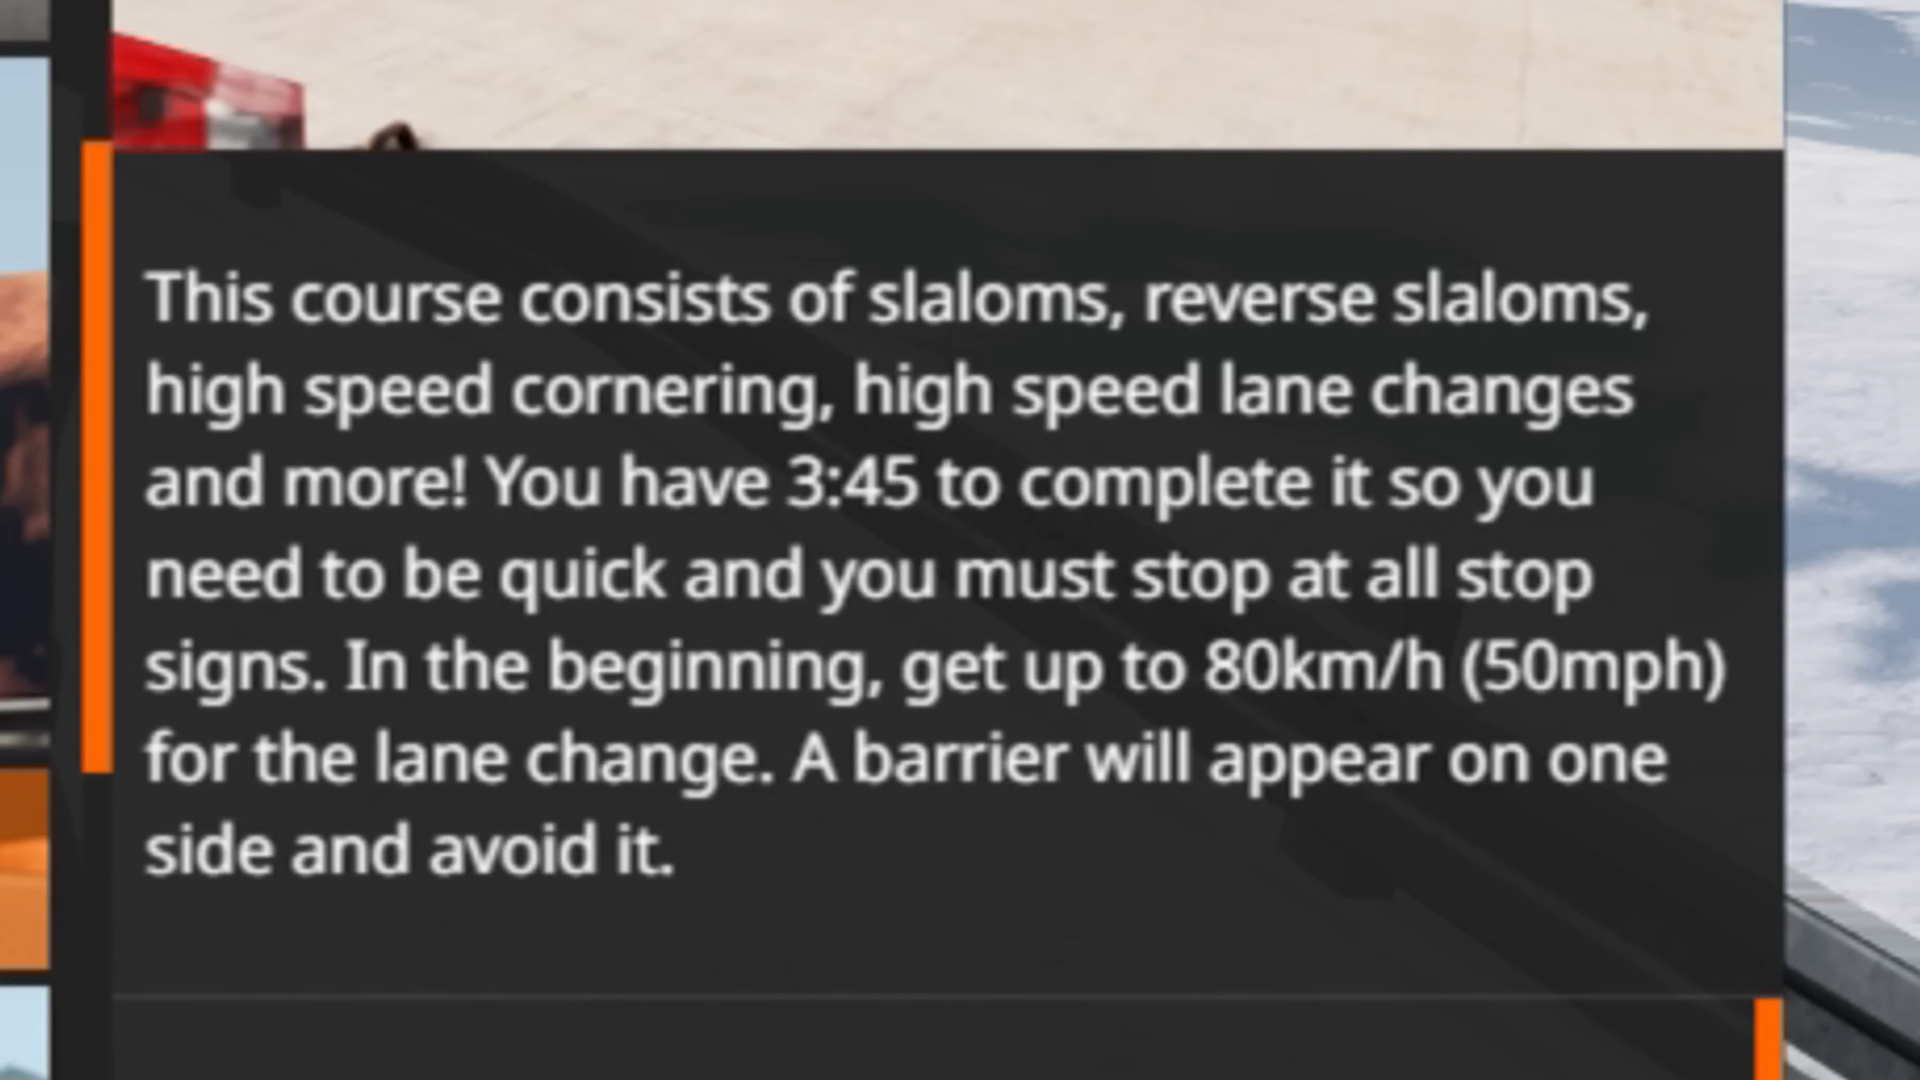 This course consists of slaloms, reverse slaloms,
high speed cornering, high speed lane changes
and more! You have 3:45 to complete it so you
need to be quick and you must stop at all stop
signs. In the beginning, get up to 80km/h (50mph)
for the lane change. A barrier will appear on one
side and avoid it.